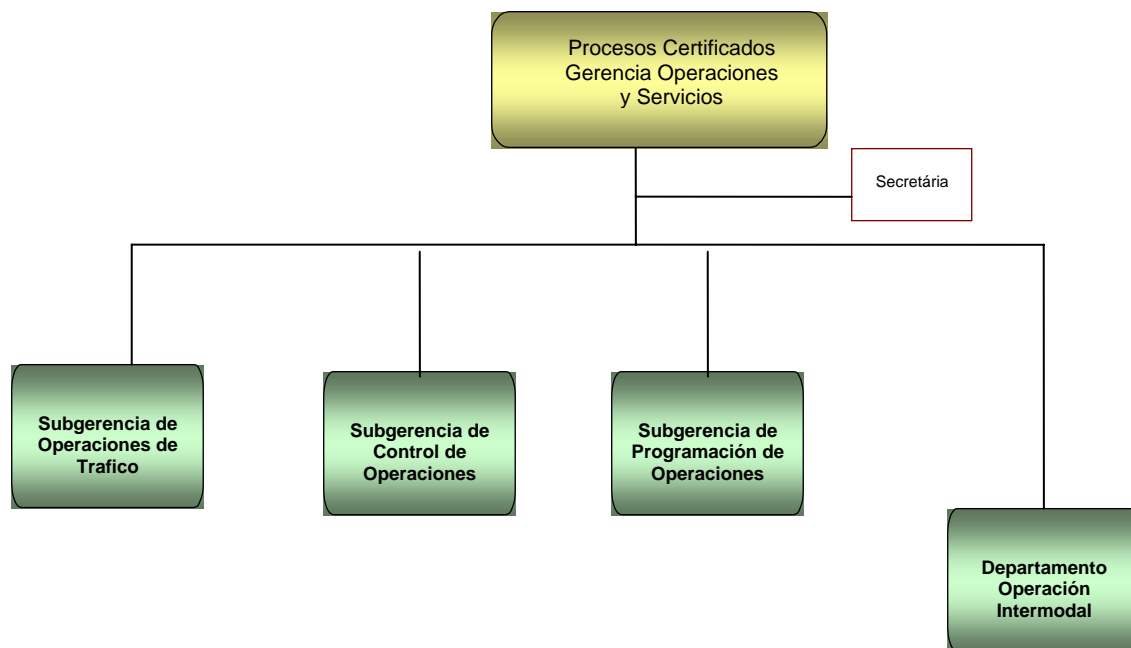 Procesos Certificados
Gerencia Operaciones
y Servicios
Secretária
Subgerencia de
Operaciones de
Trafico
Subgerencia de
Control de
Operaciones
Subgerencia de
Programación de
Operaciones
Departamento
Operación
Intermodal